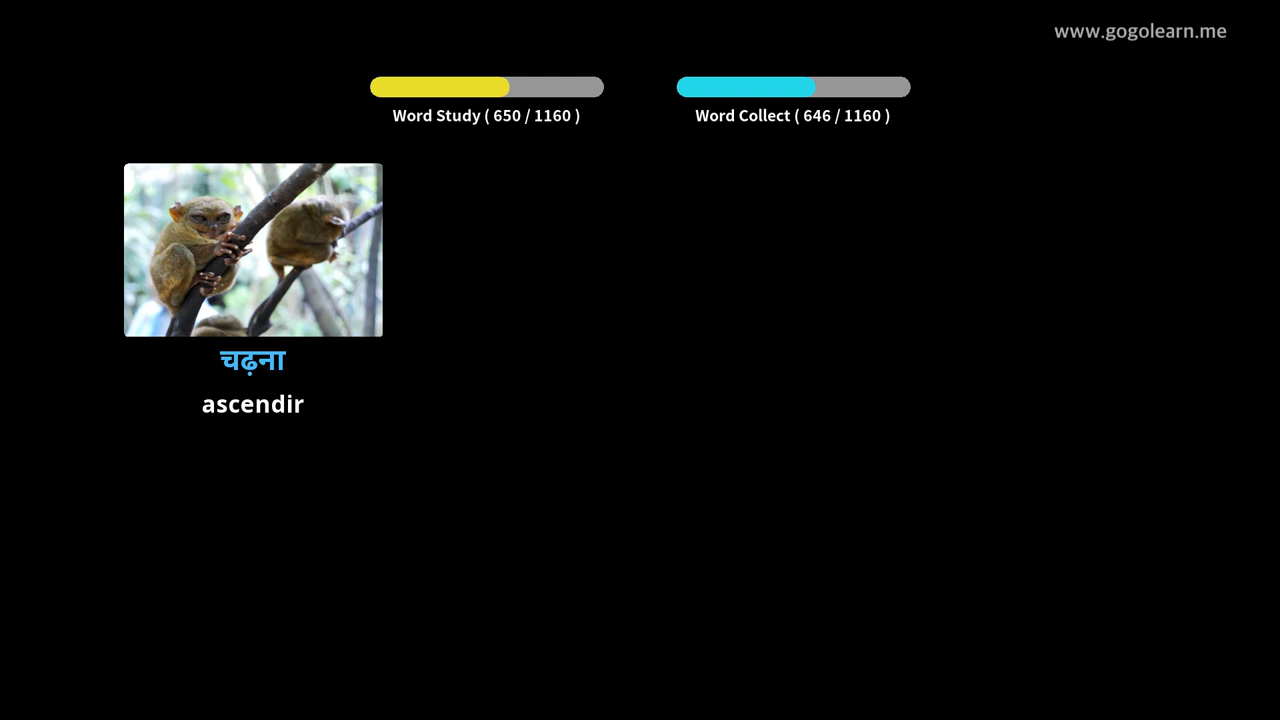 www.gogolearn.me
Word Study ( 650 / 1160 )
Word Collect ( 646 / 1160 )
चढ़ना
ascendir